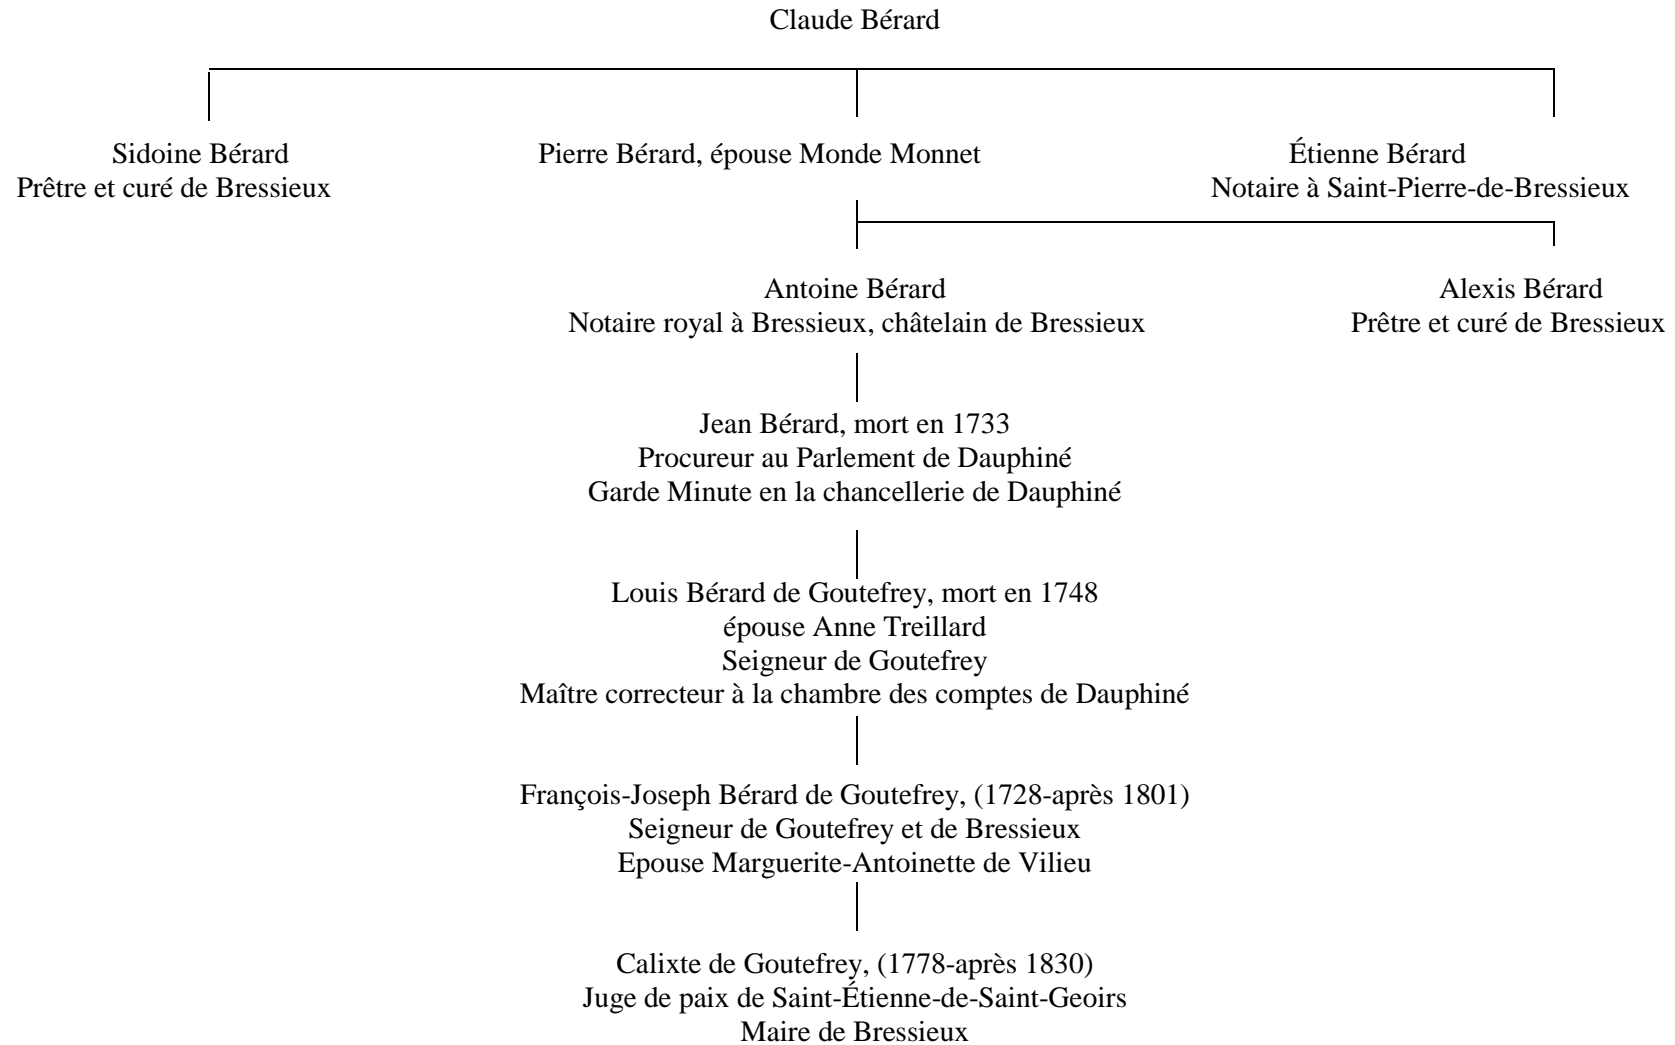 Claude Bérard
Sidoine Bérard
Prêtre et curé de Bressieux
Pierre Bérard, épouse Monde Monnet
Étienne Bérard
Notaire à Saint-Pierre-de-Bressieux
Antoine Bérard
Notaire royal à Bressieux, châtelain de Bressieux
Alexis Bérard
Prêtre et curé de Bressieux
Jean Bérard, mort en 1733
Procureur au Parlement de Dauphiné
Garde Minute en la chancellerie de Dauphiné
Louis Bérard de Goutefrey, mort en 1748
épouse Anne Treillard
Seigneur de Goutefrey
Maître correcteur à la chambre des comptes de Dauphiné
François-Joseph Bérard de Goutefrey, (1728-après 1801)
Seigneur de Goutefrey et de Bressieux
Epouse Marguerite-Antoinette de Vilieu
Calixte de Goutefrey, (1778-après 1830)
Juge de paix de Saint-Étienne-de-Saint-Geoirs
Maire de Bressieux